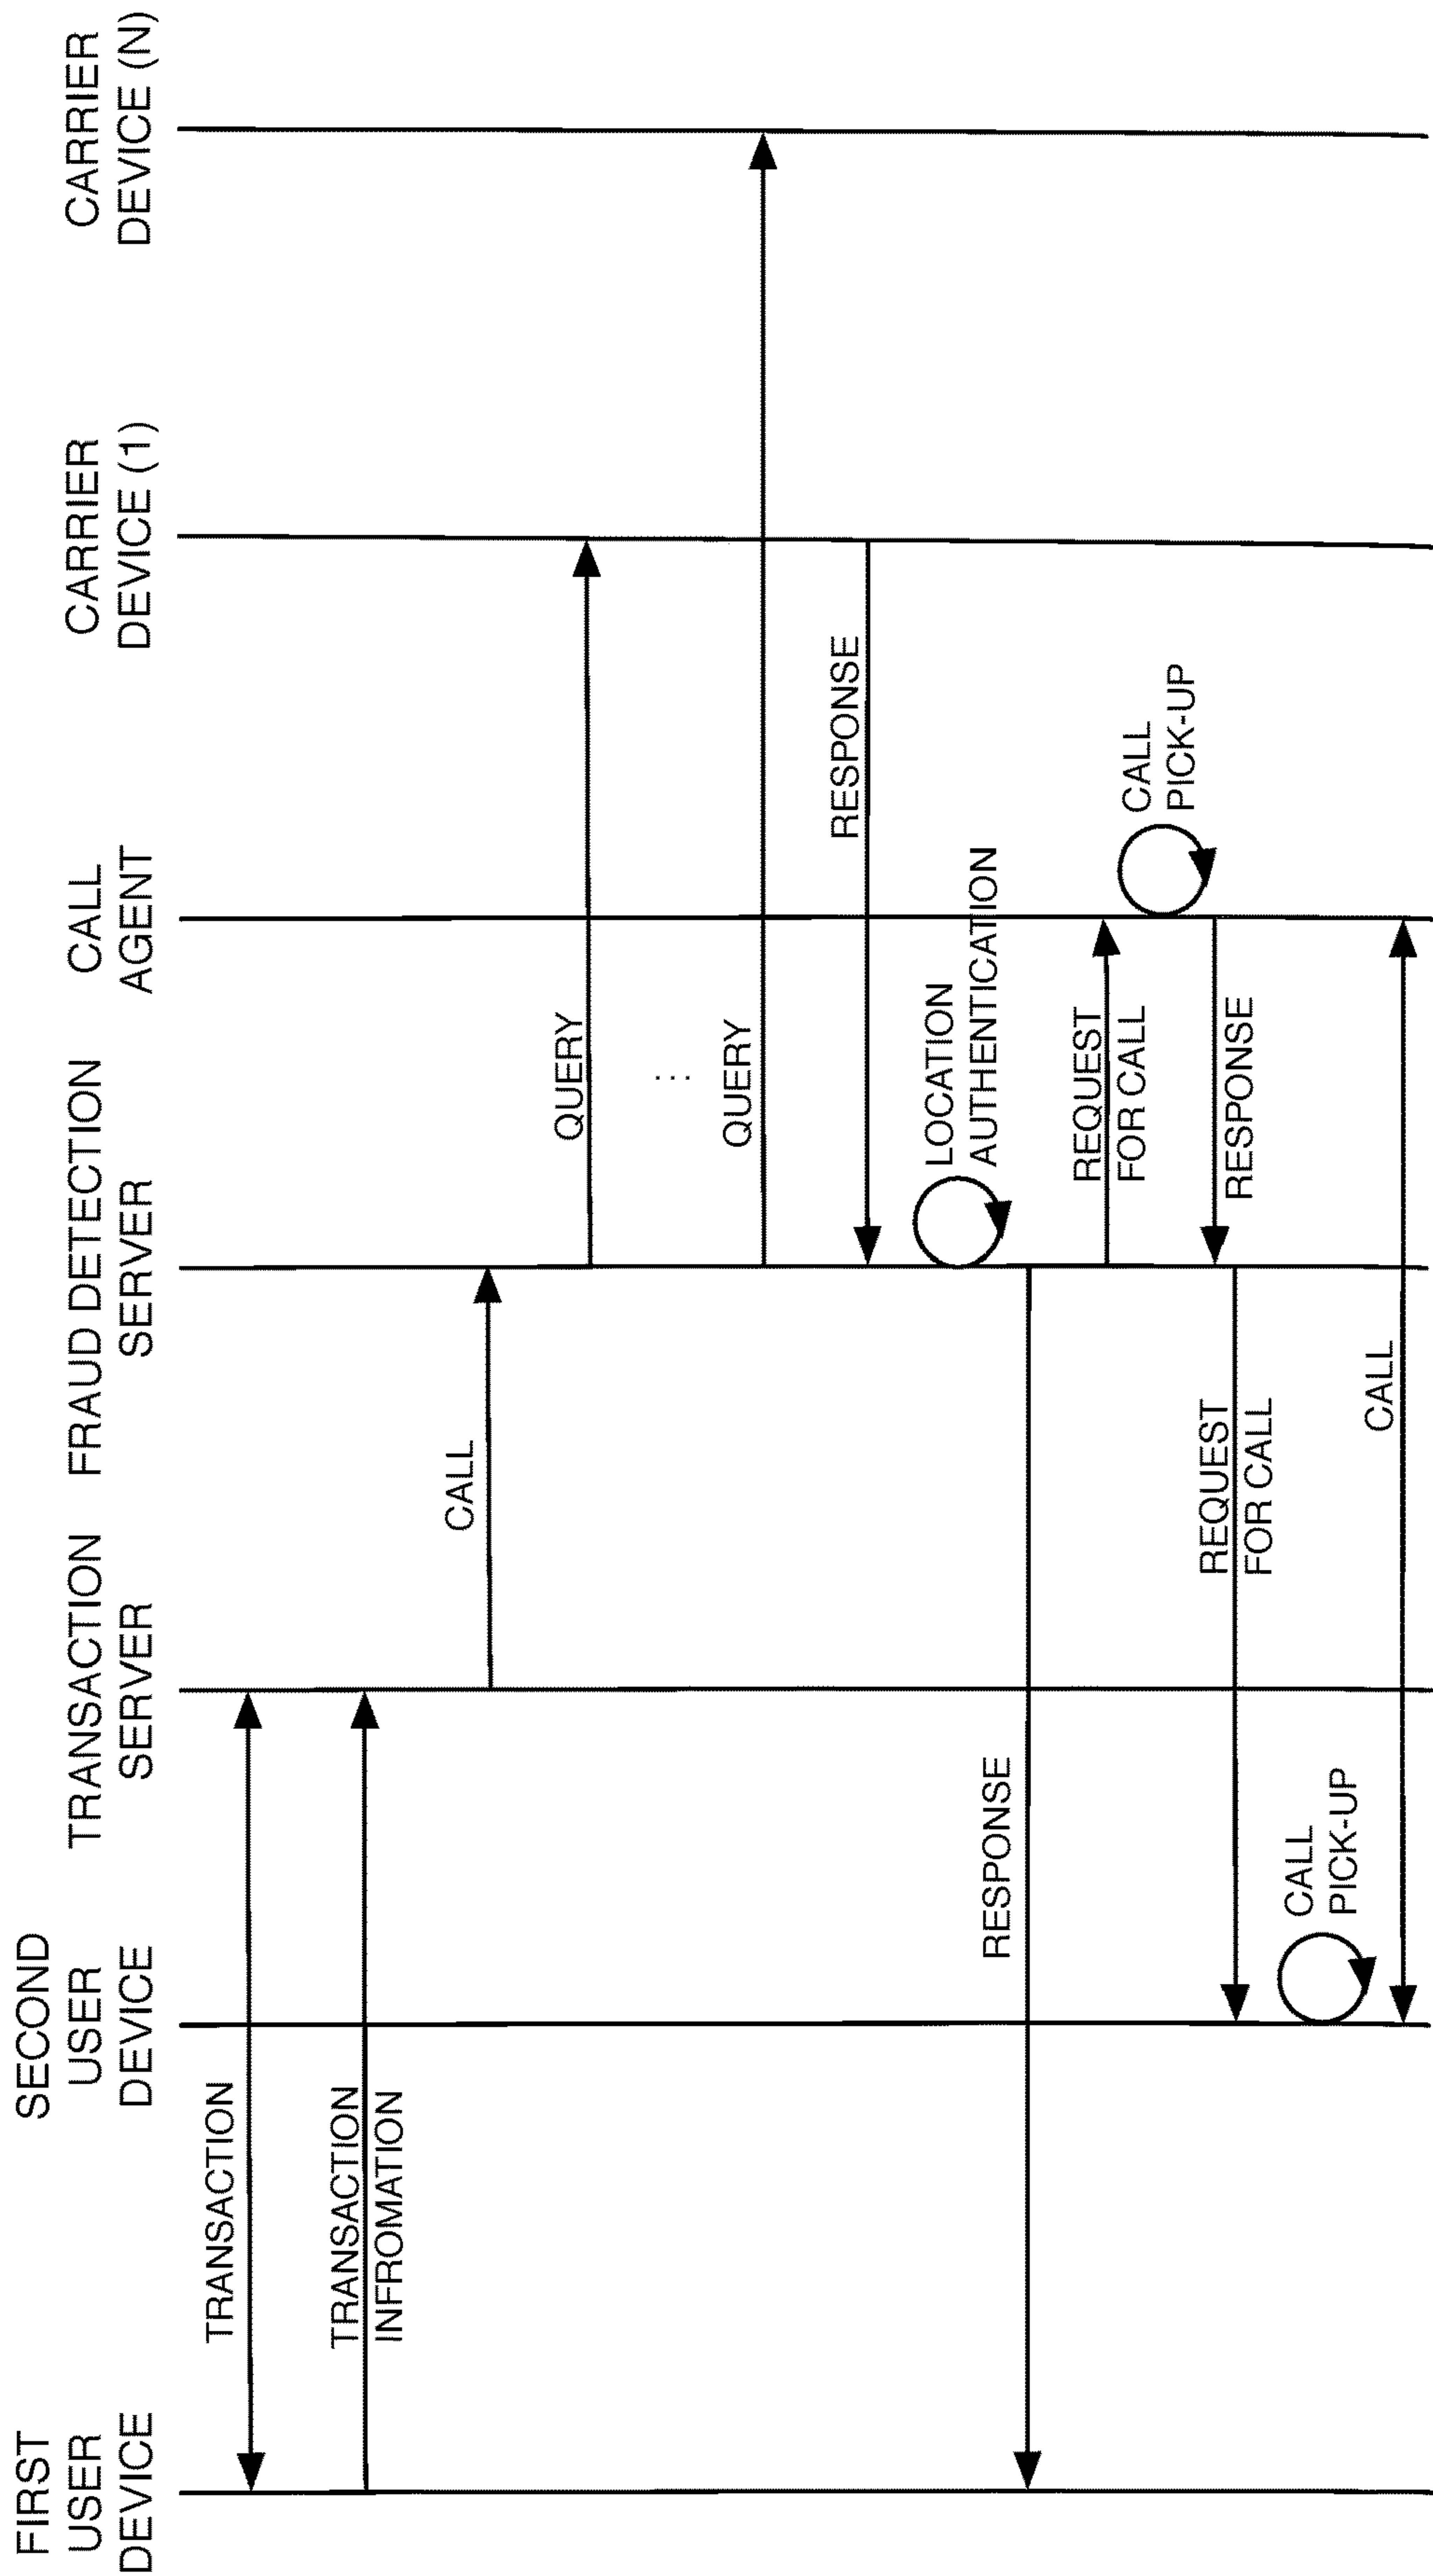 FIRST
USER
DEVICE
SECOND
USER
DEVICE
TRANSACTION
SERVER
FRAUD DETECTION
SERVER
CALL
AGENT
CARRIER
DEVICE (1)
CARRIER
DEVICE (N)
TRANSACTION
TRANSACTION
INFROMATION
CALL
QUERY
...
QUERY
RESPONSE
LOCATION
AUTHENTICATION
RESPONSE
REQUEST
FOR CALL
CALL
PICK-UP
RESPONSE
REQUEST
FOR CALL
CALL
PICK-UP
CALL